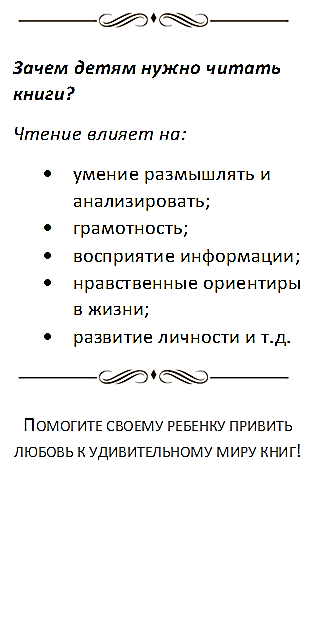 Зачем детям нужно читать
книги?
Чтение влияет на:
• умение размышлять и
анализировать;
• грамотность;
• восприятие информации;
• нравственные ориентиры
в жизни;
• развитие личности и т.д.
Помогите своему ребенку привить
любовь к удивительному миру книг!